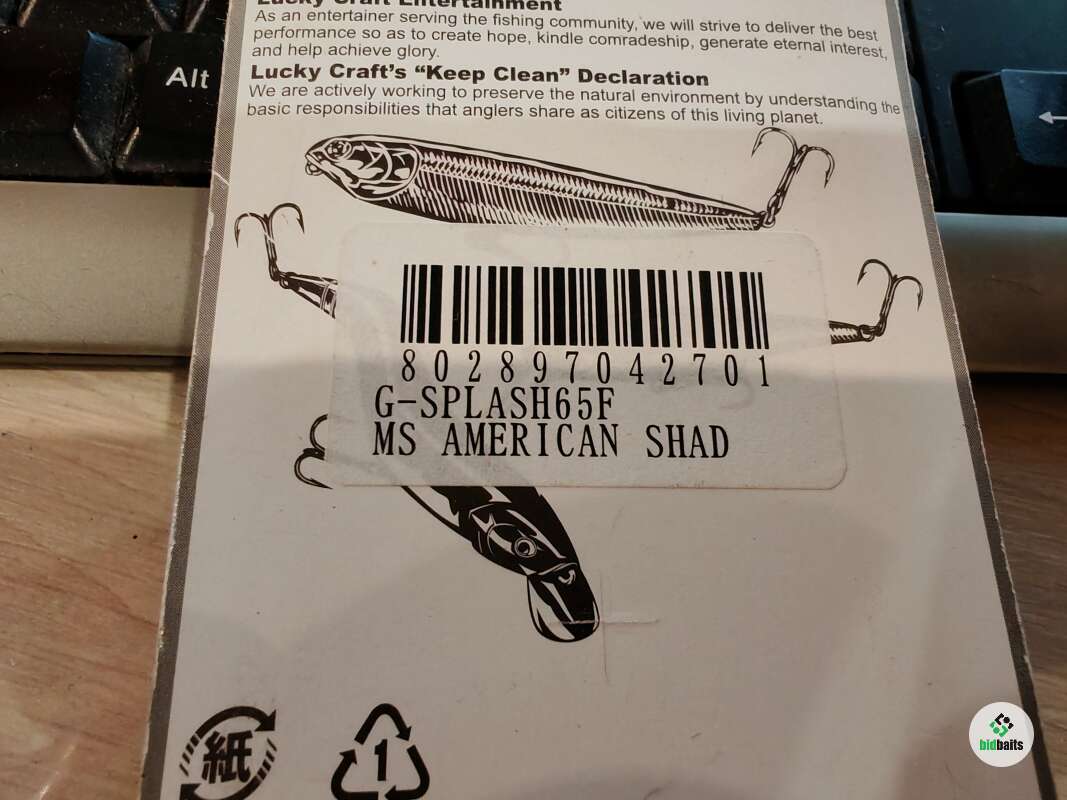 Lucky Craft Entertainment
As an entertainer serving the fishing community, we will strive to deliver the best
performance so as to create hope, kindle comradeship, generate eternal interest,
and help achieve glory.
Lucky Craft's “Keep Clean” Declaration
We are actively working to preserve the natural environment by understanding the
basic responsibilities that anglers share as citizens of this living planet.
Alt
802897042701
G-SPLASH65F
MS AMERICAN SHAD
紙
1
bidbaits